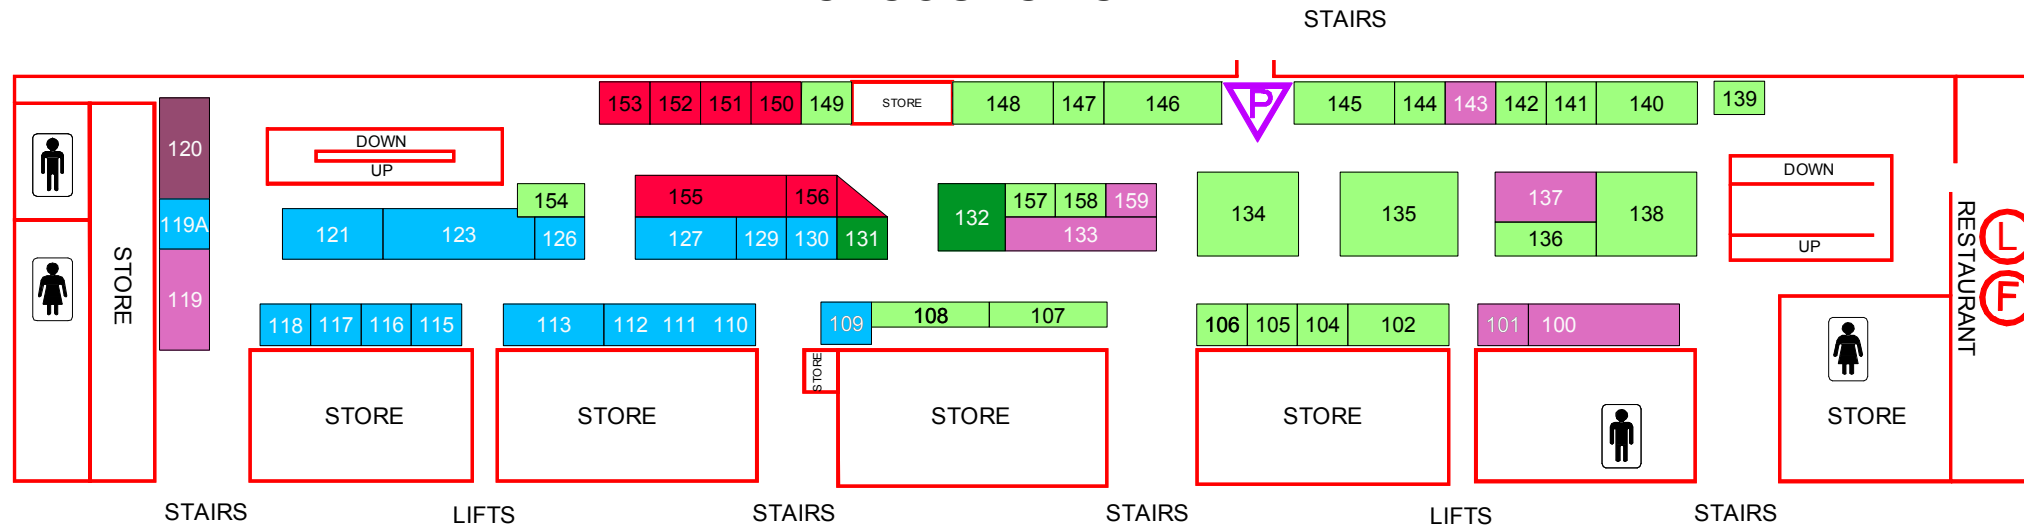 STAIRS
153 152 151 150 149 STORE 148 147 146 P 145 144 143 142 141 140 139
120
DOWN
UP
119A
119
STORE
154
121 123 126
155 156
127 129 130 131
132 157 158 159
133
134
135
137
136
138
DOWN
UP
RESTAURANT
L
F
118 117 116 115
113 112 111 110
109 108 107
106 105 104 102
101 100
STORE
STORE
STORE
STORE
STORE
STORE
STAIRS LIFTS STAIRS STAIRS LIFTS STAIRS